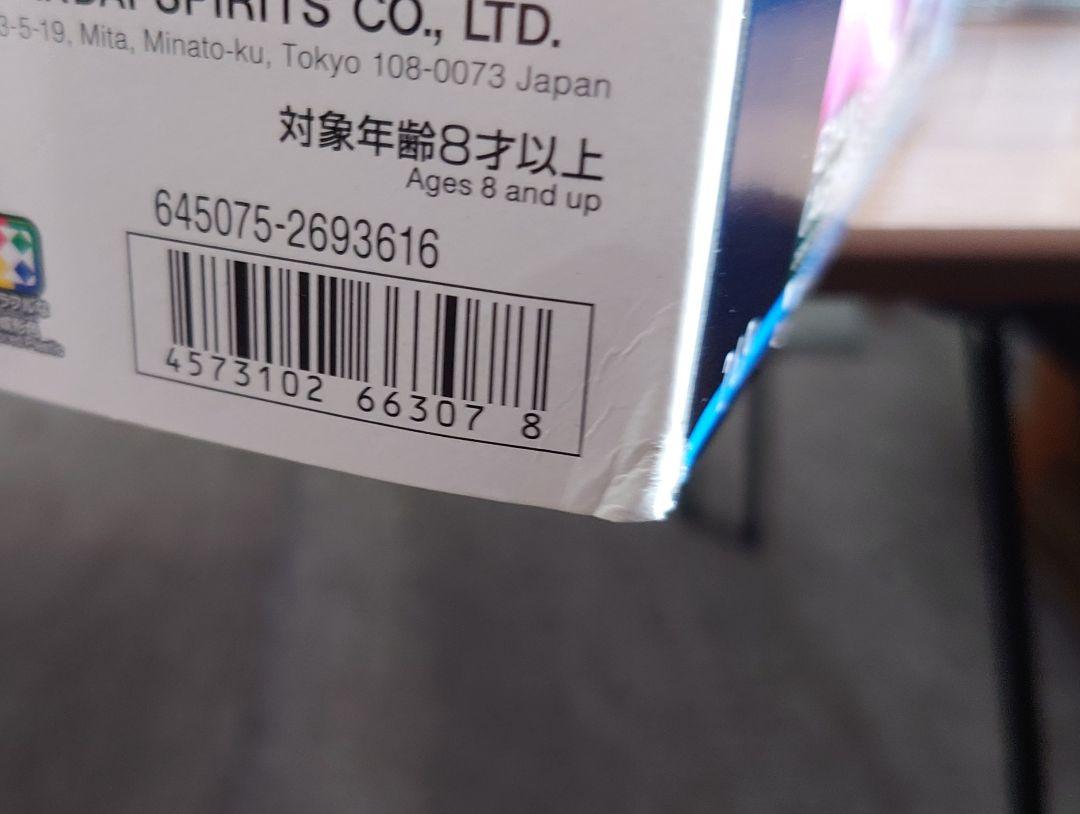 BANDAI SPIRITS CO., LTD.
3-5-19, Mita, Minato-ku, Tokyo 108-0073 Japan
対象年齢8才以上
Ages 8 and up
645075-2693616
4573102 66307 8